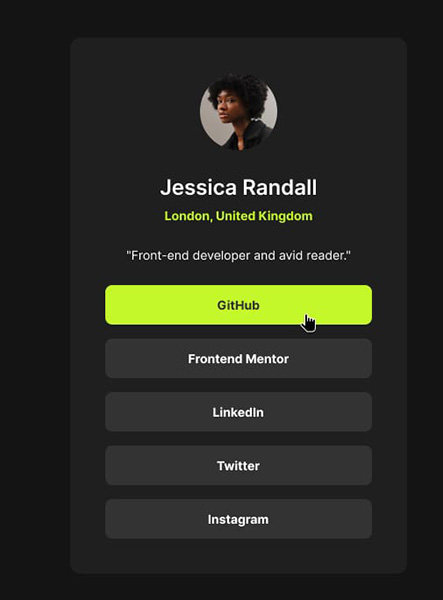 Jessica Randall
London, United Kingdom
"Front-end developer and avid reader."
GitHub
Frontend Mentor
LinkedIn
Twitter
Instagram